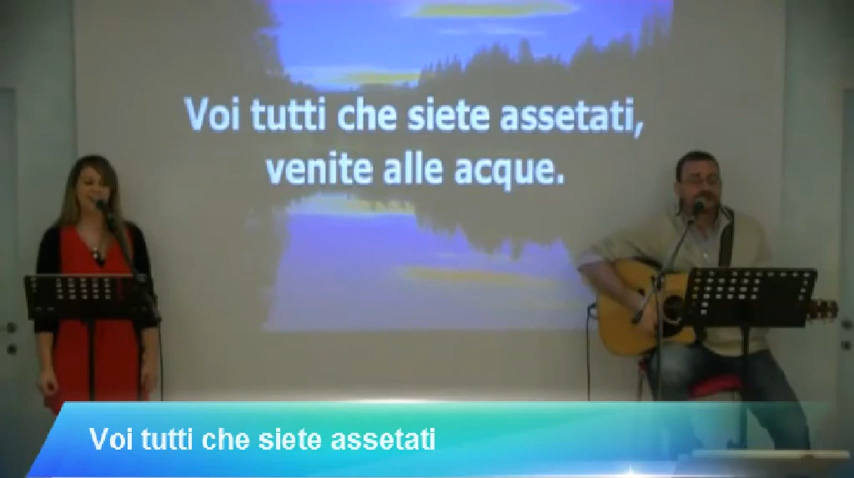 Voi tutti che siete assetati,
venite alle acque.
Voi tutti che siete assetati